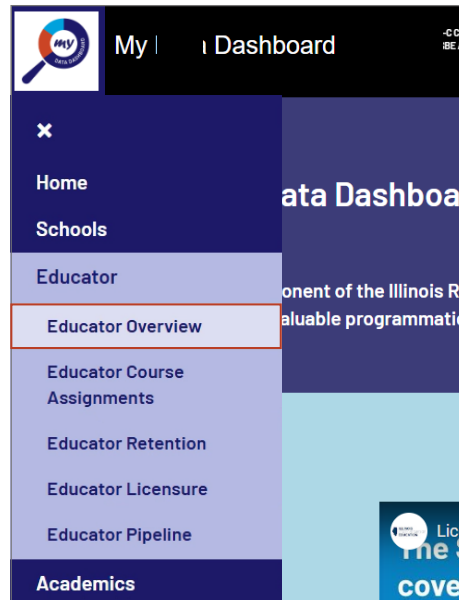 my
DATA DASHBOARD
My Dashboard
Home
ata Dashboa
Schools
Educator
onent of the Illinois R
Educator Overview
aluable programmatic
Educator Course
Assignments
Educator Retention
Educator Licensure
Educator Pipeline
Lic
The S
Academics
cove